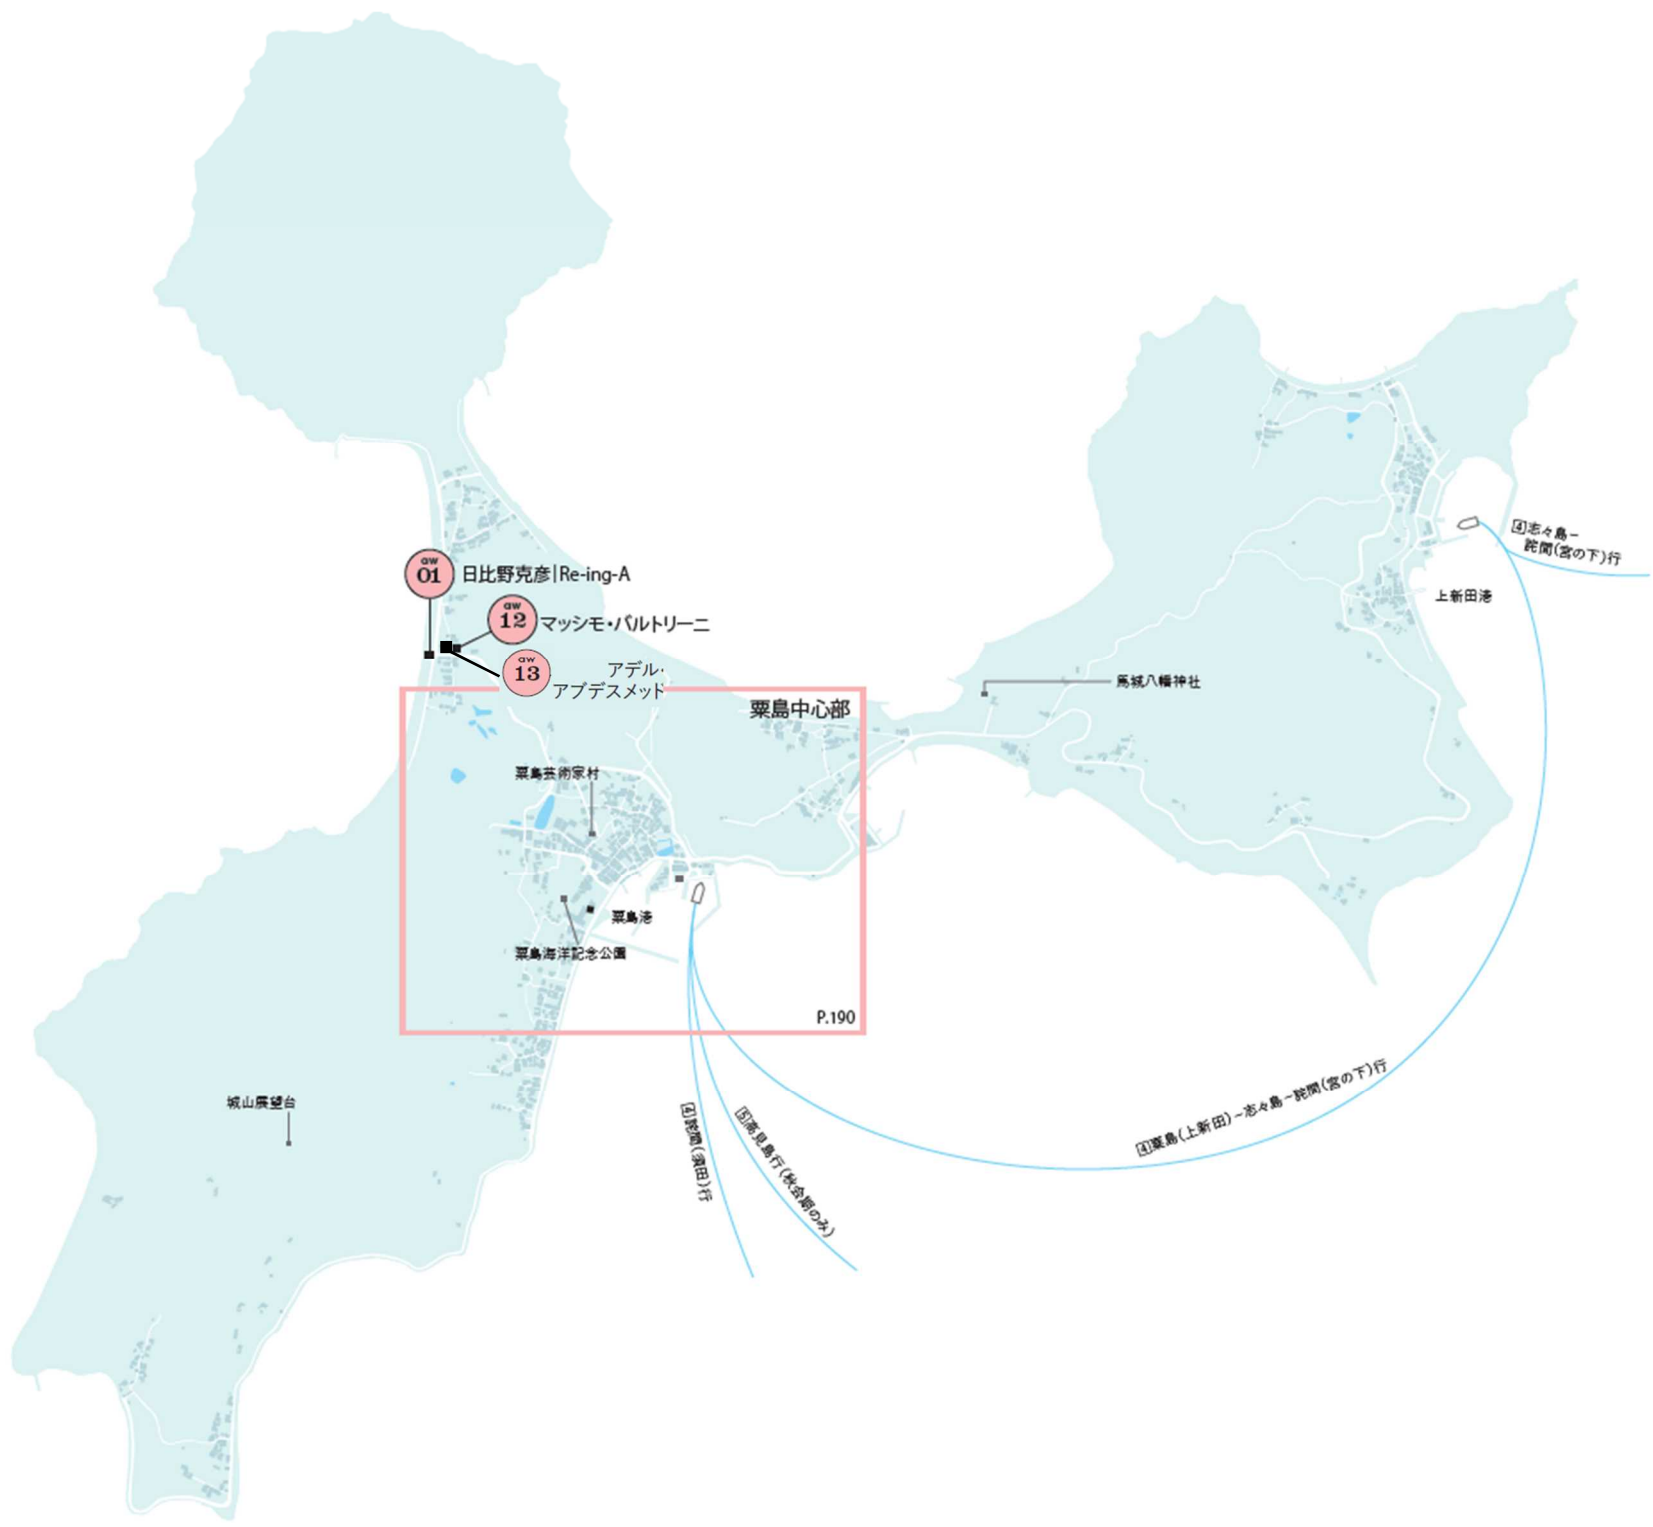 ④志々島－
詫間(宮の下)行
上新田港
aw
01
日比野克彦|Re-ing-A
aw
12
マッシモ・バルトリーニ
aw
13
アデル・
アブデスメッド
馬城八幡神社
粟島中心部
粟島芸術家村
粟島港
粟島海洋記念公園
P.190
城山展望台
④詫間(須田)行
⑤高見島行(秋会期のみ)
④粟島(上新田)－志々島－詫間(宮の下)行